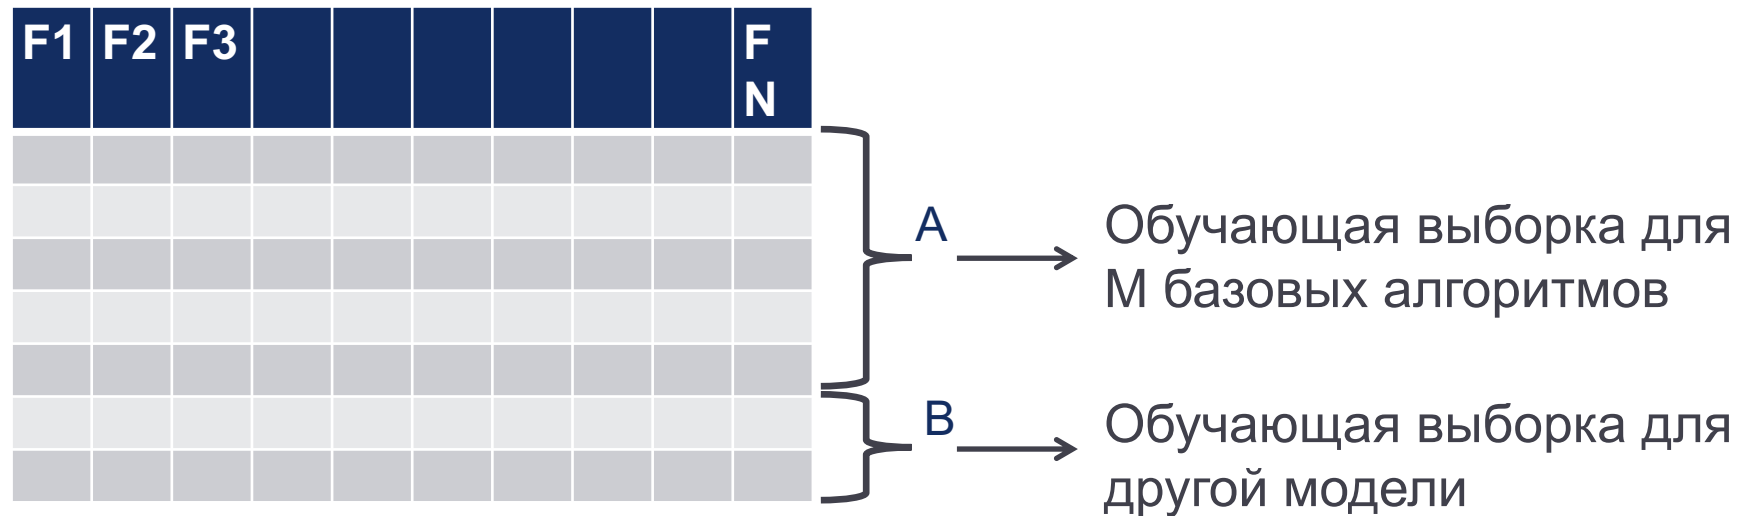 F1 F2 F3 F
N
A
Обучающая выборка для
М базовых алгоритмов
B
Обучающая выборка для
другой модели